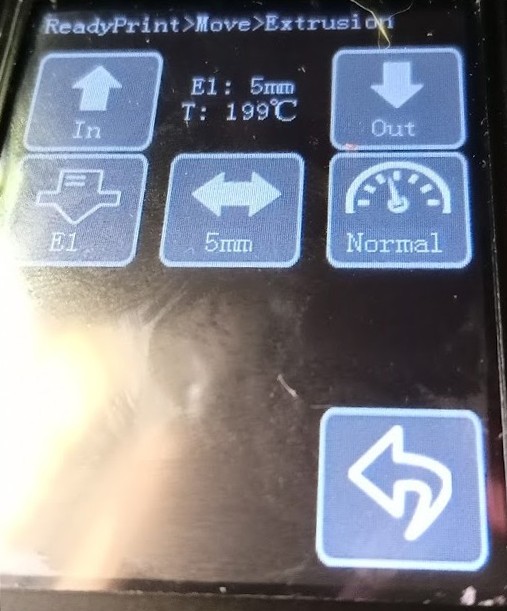 ReadyPrint>Move>Extrusion
In
E1: 5mm
T: 199℃
Out
E1
5mm
Normal